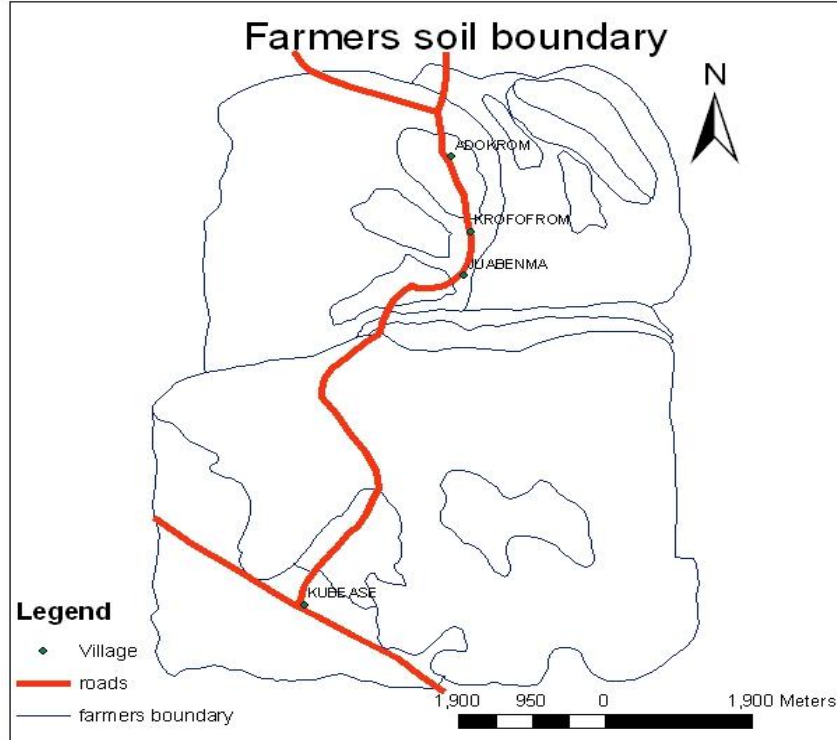 Farmers soil boundary
N
ADOKROM
KROFOFROM
JUABENMA
KUBEASE
Legend
Village
roads
farmers boundary
1,900 950 0 1,900 Meters